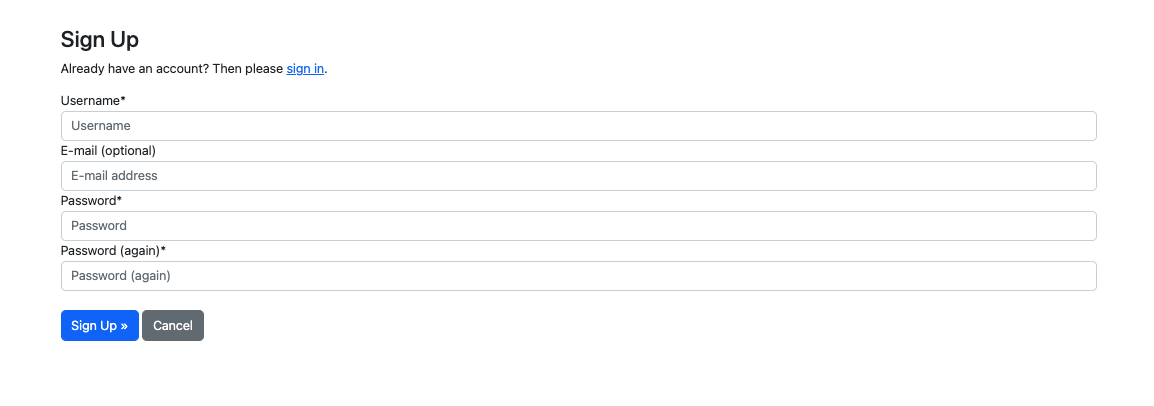 Sign Up
Already have an account? Then please sign in.
Username*
Username
E-mail (optional)
E-mail address
Password*
Password
Password (again)*
Password (again)
Sign Up » Cancel